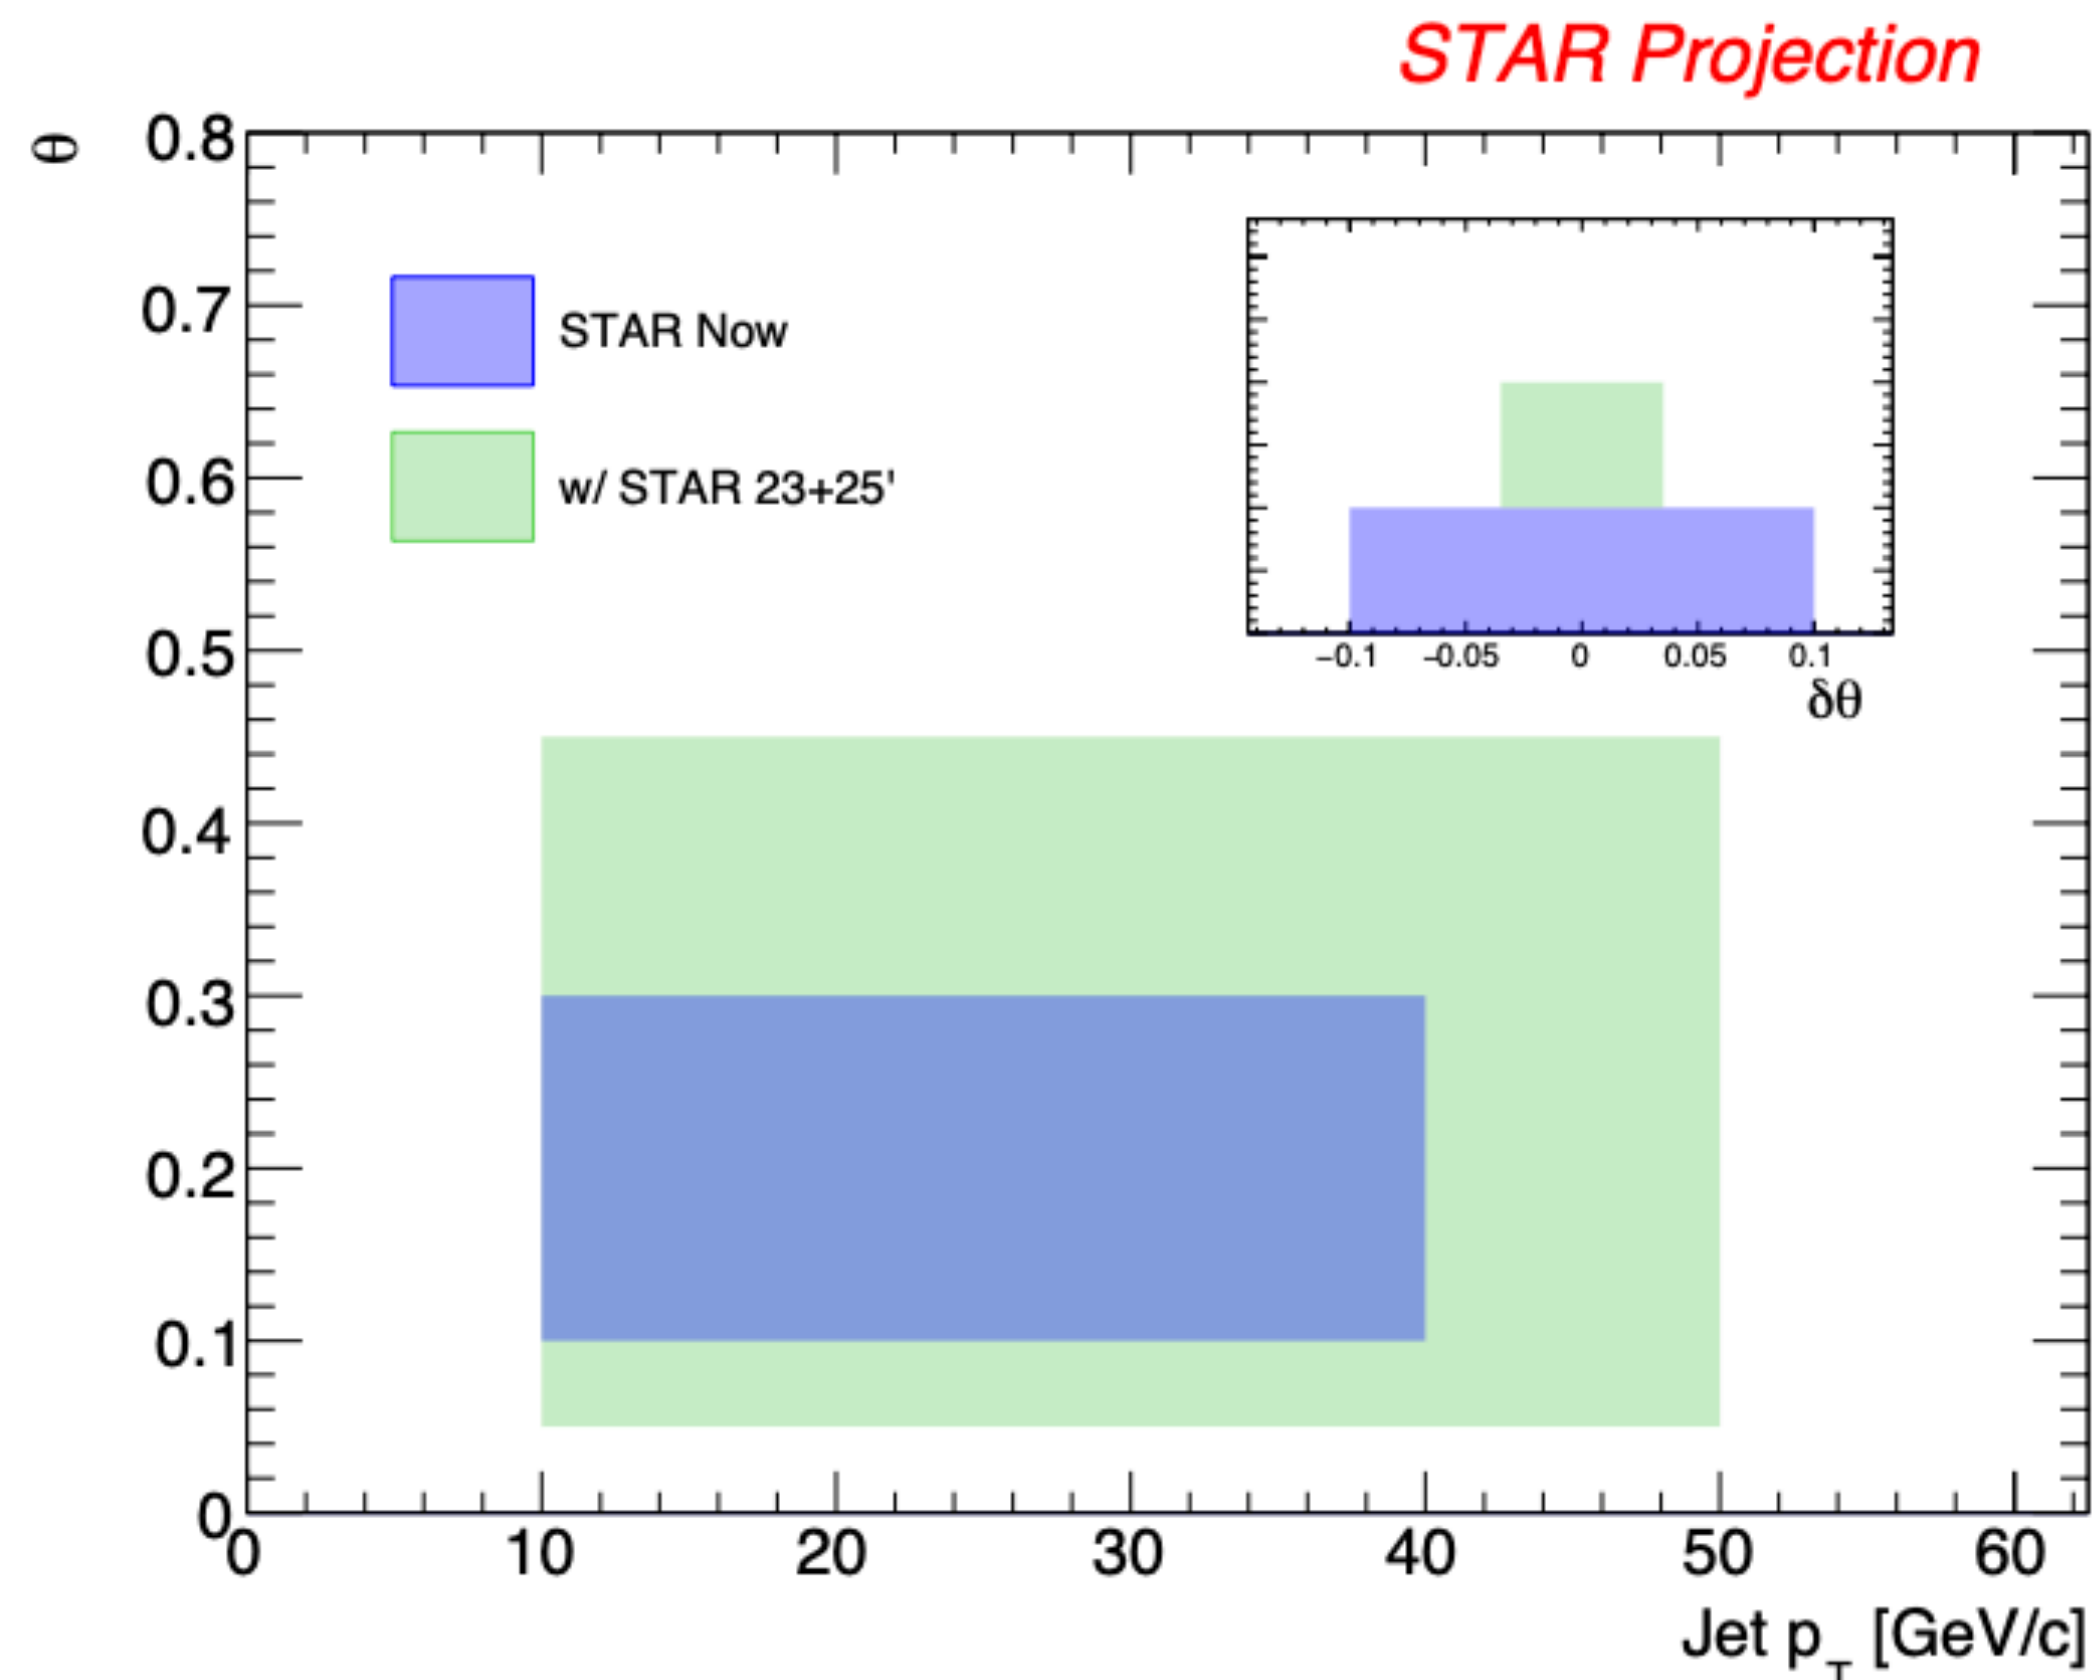 STAR Projection
θ
0.8
0.7
0.6
0.5
0.4
0.3
0.2
0.1
0
STAR Now
w/ STAR 23+25'
−0.1 −0.05 0 0.05 0.1
δθ
0 10 20 30 40 50 60
Jet p_T [GeV/c]